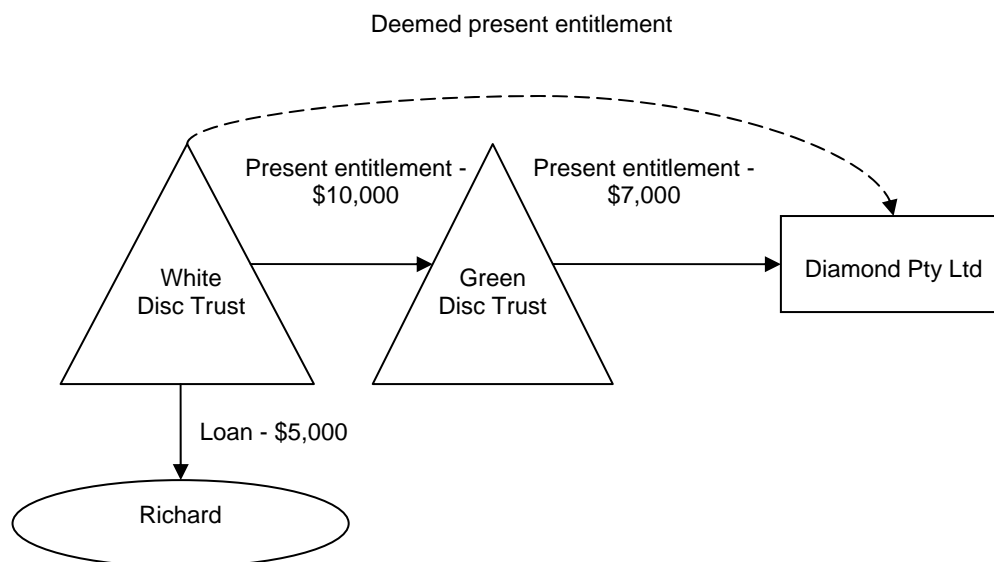 Deemed present entitlement
Present entitlement -
$10,000
Present entitlement -
$7,000
White
Disc Trust
Green
Disc Trust
Diamond Pty Ltd
Loan - $5,000
Richard